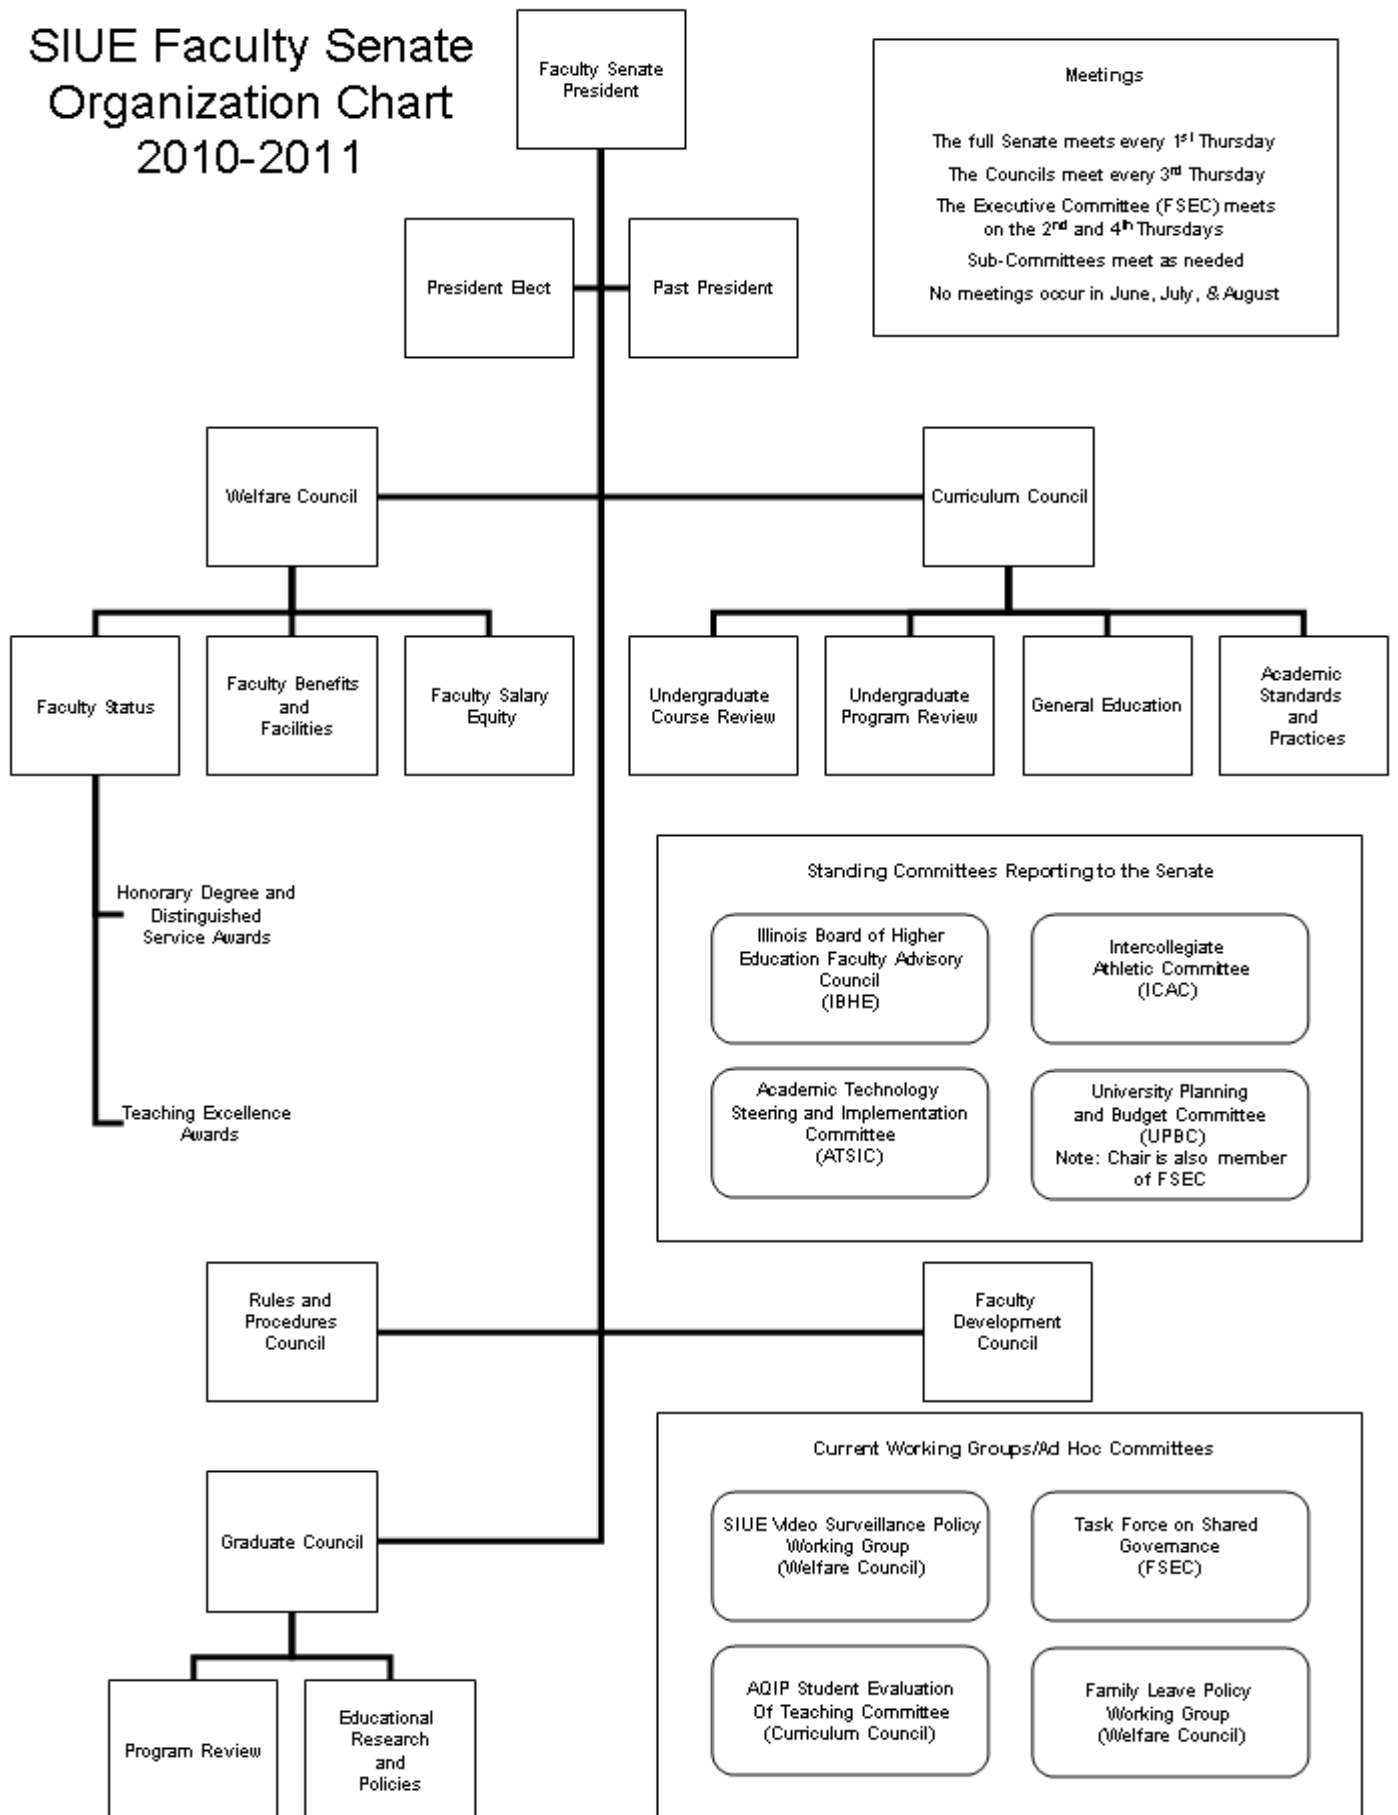 SIUE Faculty Senate
Organization Chart
2010-2011
Faculty Senate
President
Meetings
The full Senate meets every 1st Thursday
The Councils meet every 3rd Thursday
The Executive Committee (FSEC) meets
on the 2nd and 4th Thursdays
Sub-Committees meet as needed
No meetings occur in June, July, & August
President Elect
Past President
Welfare Council
Curriculum Council
Faculty Status
Faculty Benefits
and
Facilities
Faculty Salary
Equity
Undergraduate
Course Review
Undergraduate
Program Review
General Education
Academic
Standards
and
Practices
Honorary Degree and
Distinguished
Service Awards
Teaching Excellence
Awards
Standing Committees Reporting to the Senate
Illinois Board of Higher
Education Faculty Advisory
Council
(IBHE)
Intercollegiate
Athletic Committee
(ICAC)
Academic Technology
Steering and Implementation
Committee
(ATSIC)
University Planning
and Budget Committee
(UPBC)
Note: Chair is also member
of FSEC
Rules and
Procedures
Council
Faculty
Development
Council
Current Working Groups/Ad Hoc Committees
SIUE Video Surveillance Policy
Working Group
(Welfare Council)
Task Force on Shared
Governance
(FSEC)
AQIP Student Evaluation
Of Teaching Committee
(Curriculum Council)
Family Leave Policy
Working Group
(Welfare Council)
Graduate Council
Program Review
Educational
Research
and
Policies